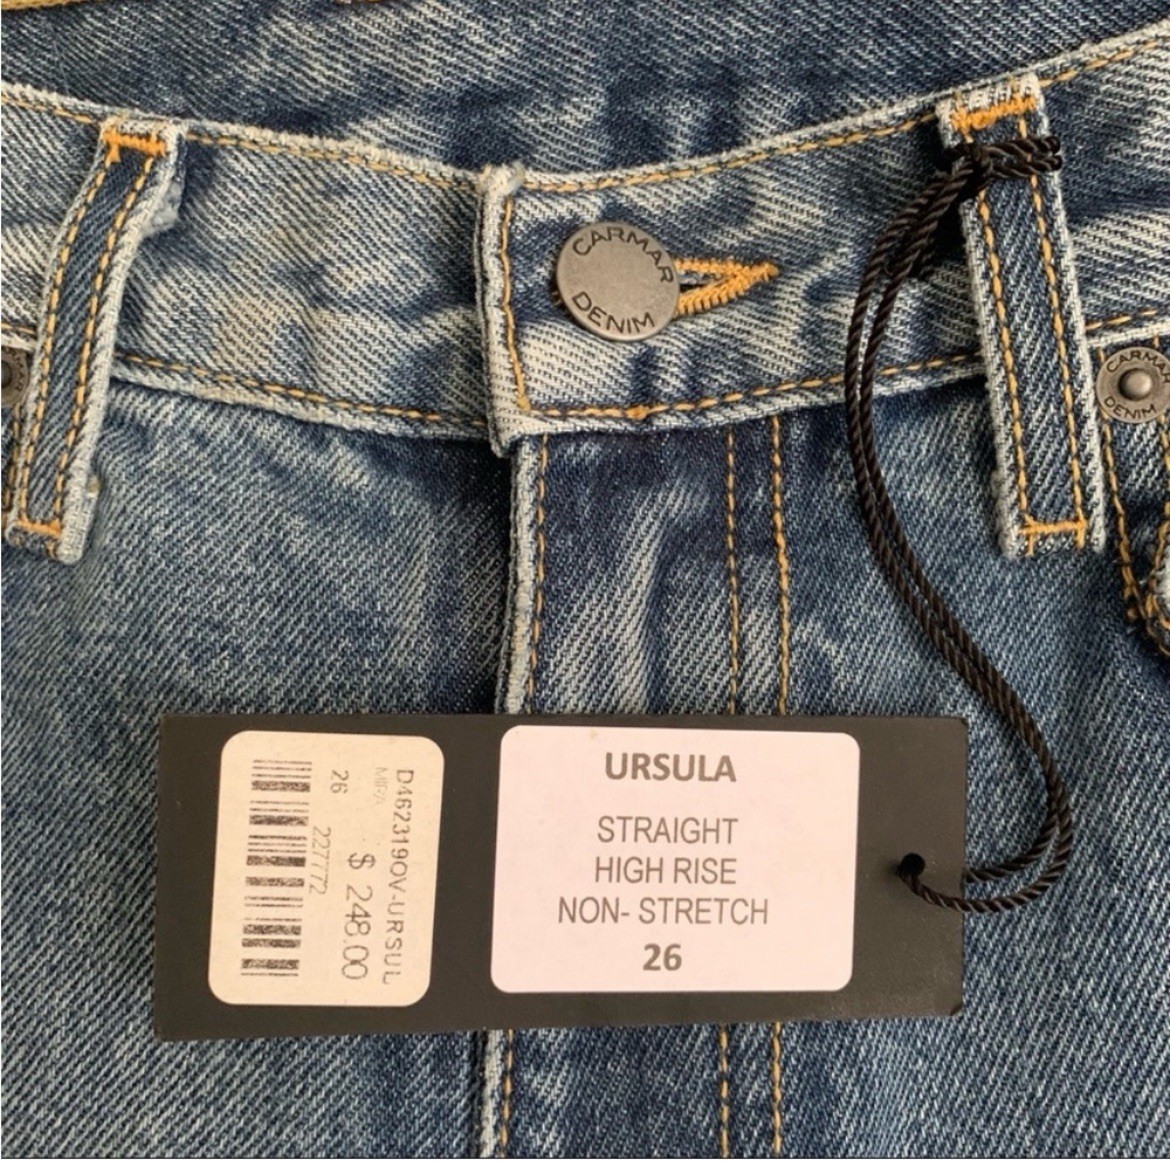 CARMAR
DENIM
CARMAR
DENIM
URSULA
STRAIGHT
HIGH RISE
NON- STRETCH
26
D462319OV-URSUL
26
227772
$ 248.00